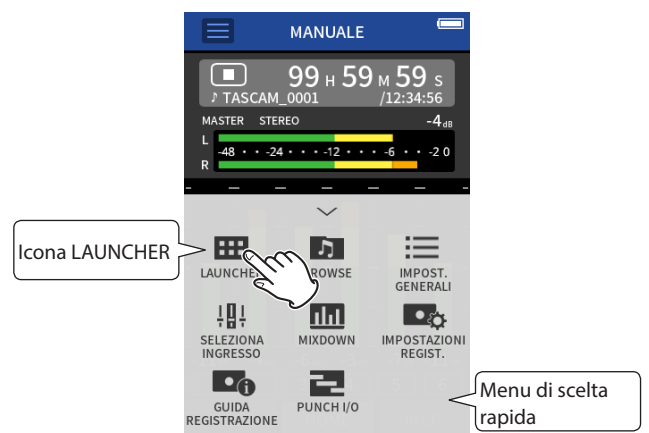 MANUALE
99 H 59 M 59 S
♪ TASCAM_0001 /12:34:56
MASTER STEREO -4 dB
L
-48 · · -24 · · · -12 · · · -6 · · -2 0
R
Icona LAUNCHER
LAUNCHER BROWSE IMPOST.
GENERALI
SELEZIONA
INGRESSO
MIXDOWN
IMPOSTAZIONI
REGIST.
GUIDA
REGISTRAZIONE
PUNCH I/O
Menu di scelta
rapida